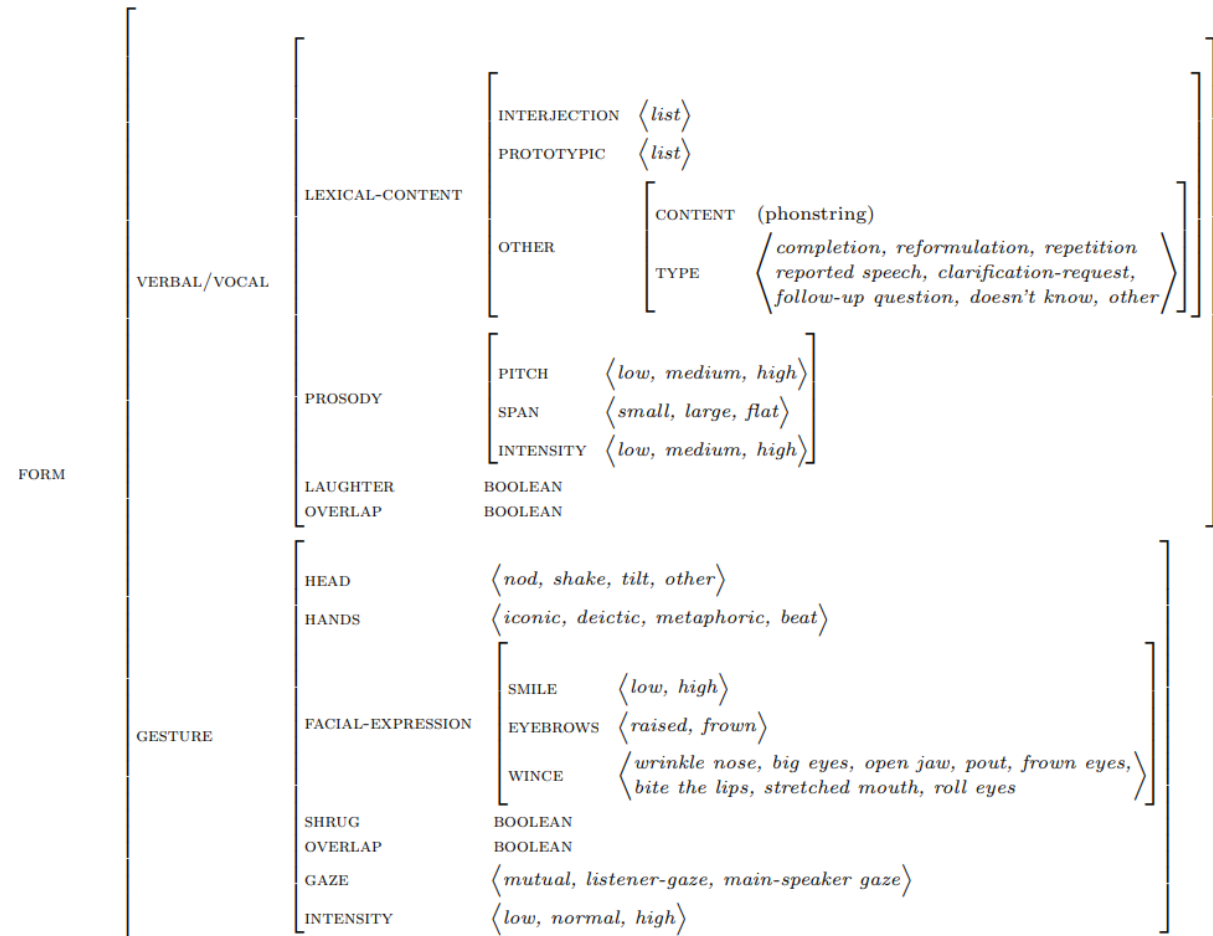 INTERJECTION ⟨list⟩
PROTOTYPIC ⟨list⟩
LEXICAL-CONTENT
CONTENT (phonstring)
OTHER
TYPE ⟨completion, reformulation, repetition
reported speech, clarification-request,
follow-up question, doesn't know, other⟩
VERBAL/VOCAL
PITCH ⟨low, medium, high⟩
PROSODY
SPAN ⟨small, large, flat⟩
INTENSITY ⟨low, medium, high⟩
FORM
LAUGHTER BOOLEAN
OVERLAP BOOLEAN
HEAD ⟨nod, shake, tilt, other⟩
HANDS ⟨iconic, deictic, metaphoric, beat⟩
SMILE ⟨low, high⟩
FACIAL-EXPRESSION
EYEBROWS ⟨raised, frown⟩
GESTURE
WINCE ⟨wrinkle nose, big eyes, open jaw, pout, frown eyes,
bite the lips, stretched mouth, roll eyes⟩
SHRUG BOOLEAN
OVERLAP BOOLEAN
GAZE ⟨mutual, listener-gaze, main-speaker gaze⟩
INTENSITY ⟨low, normal, high⟩